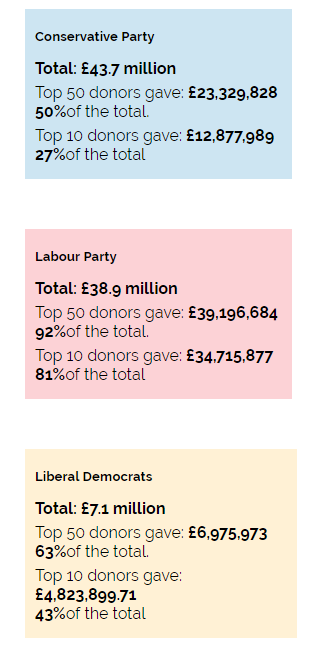 Conservative Party
Total: £43.7 million
Top 50 donors gave: £23,329,828
50%of the total.
Top 10 donors gave: £12,877,989
27%of the total
Labour Party
Total: £38.9 million
Top 50 donors gave: £39,196,684
92%of the total.
Top 10 donors gave: £34,715,877
81%of the total
Liberal Democrats
Total: £7.1 million
Top 50 donors gave: £6,975,973
63%of the total.
Top 10 donors gave:
£4,823,899.71
43%of the total